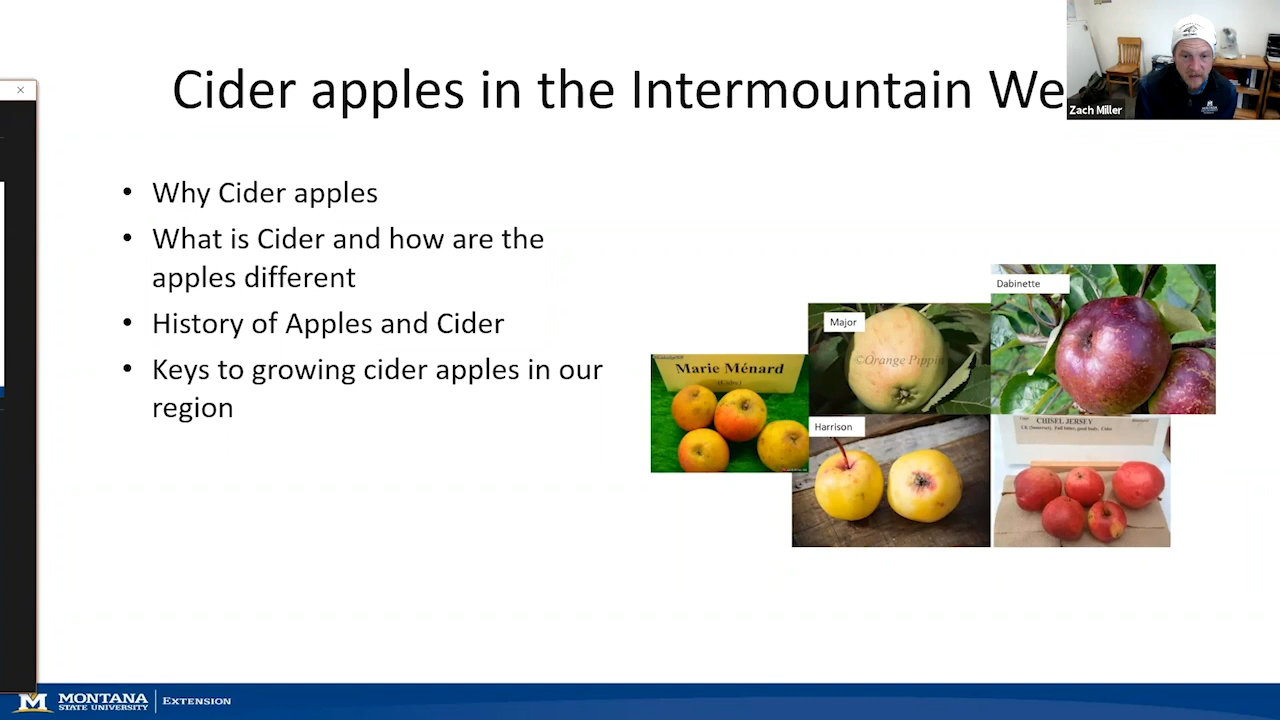 Cider apples in the Intermountain We
Zach Miller
• Why Cider apples
• What is Cider and how are the
apples different
• History of Apples and Cider
• Keys to growing cider apples in our
region
Dabinette
Major
©Orange Pippin
Marie Ménard
Harrison
CHISEL JERSEY
M MONTANA
STATE UNIVERSITY
EXTENSION